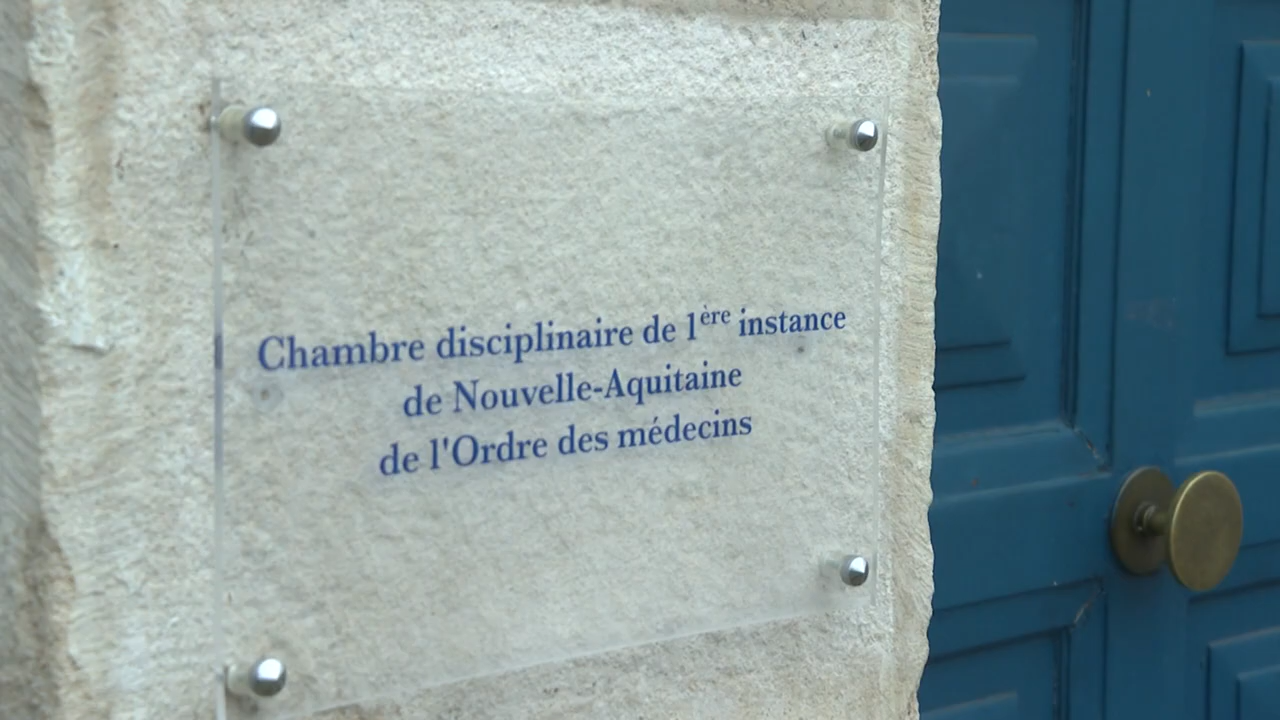 Chambre disciplinaire de 1ère instance
de Nouvelle-Aquitaine
de l'Ordre des médecins